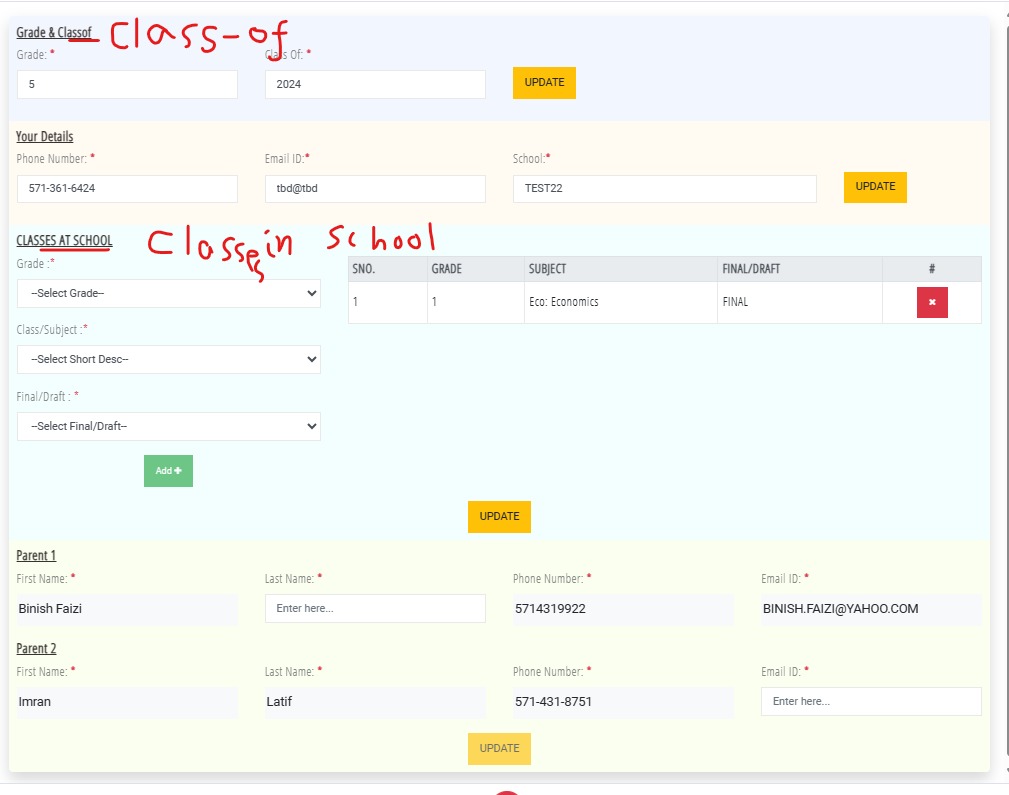 Grade & Classof Class-of
Grade: * Class Of: *
5 2024 UPDATE
Your Details
Phone Number: * Email ID:* School:*
571-361-6424 tbd@tbd TEST22 UPDATE
CLASSES AT SCHOOL Classes in School
Grade :*
SNO. GRADE SUBJECT FINAL/DRAFT #
--Select Grade--
1 1 Eco: Economics FINAL
Class/Subject :*
--Select Short Desc--
Final/Draft : *
--Select Final/Draft--
Add +
UPDATE
Parent 1
First Name: * Last Name: * Phone Number: * Email ID: *
Binish Faizi Enter here... 5714319922 BINISH.FAIZI@YAHOO.COM
Parent 2
First Name: * Last Name: * Phone Number: * Email ID: *
Imran Latif 571-431-8751 Enter here...
UPDATE